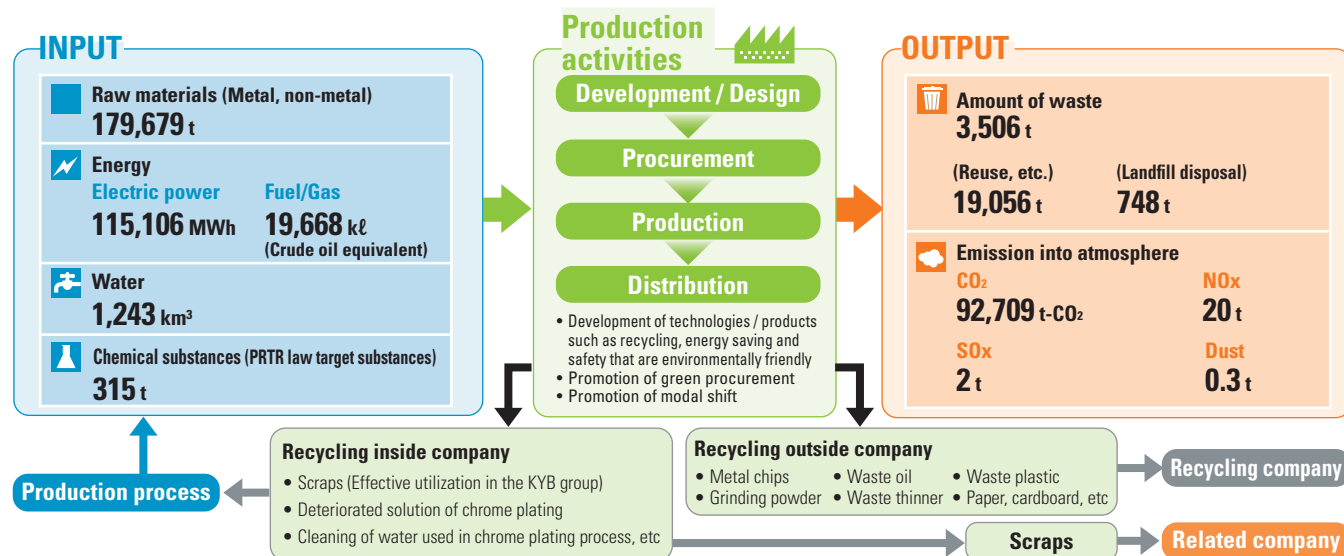 INPUT
Raw materials (Metal, non-metal)
179,679 t
Energy
Electric power
115,106 MWh
Fuel/Gas
19,668 kℓ
(Crude oil equivalent)
Water
1,243 km³
Chemical substances (PRTR law target substances)
315 t
Production
activities
Development / Design
Procurement
Production
Distribution
• Development of technologies / products
such as recycling, energy saving and
safety that are environmentally friendly
• Promotion of green procurement
• Promotion of modal shift
OUTPUT
Amount of waste
3,506 t
(Reuse, etc.)
19,056 t
(Landfill disposal)
748 t
Emission into atmosphere
CO₂
92,709 t-CO₂
NOx
20 t
SOx
2 t
Dust
0.3 t
Production process
Recycling inside company
• Scraps (Effective utilization in the KYB group)
• Deteriorated solution of chrome plating
• Cleaning of water used in chrome plating process, etc
Recycling outside company
• Metal chips
• Grinding powder
• Waste oil
• Waste thinner
• Waste plastic
• Paper, cardboard, etc
Recycling company
Scraps
Related company